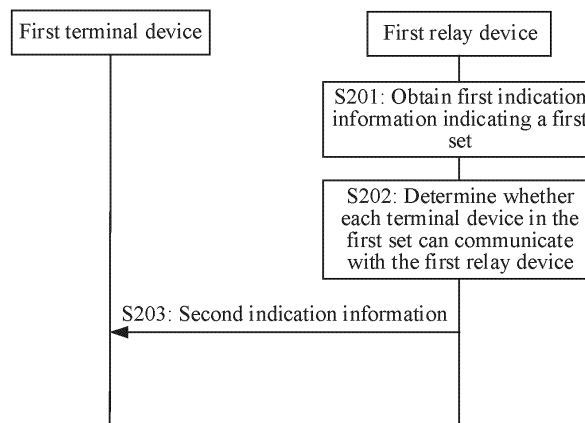 First terminal device
First relay device
S201: Obtain first indication
information indicating a first
set
S202: Determine whether
each terminal device in the
first set can communicate
with the first relay device
S203: Second indication information